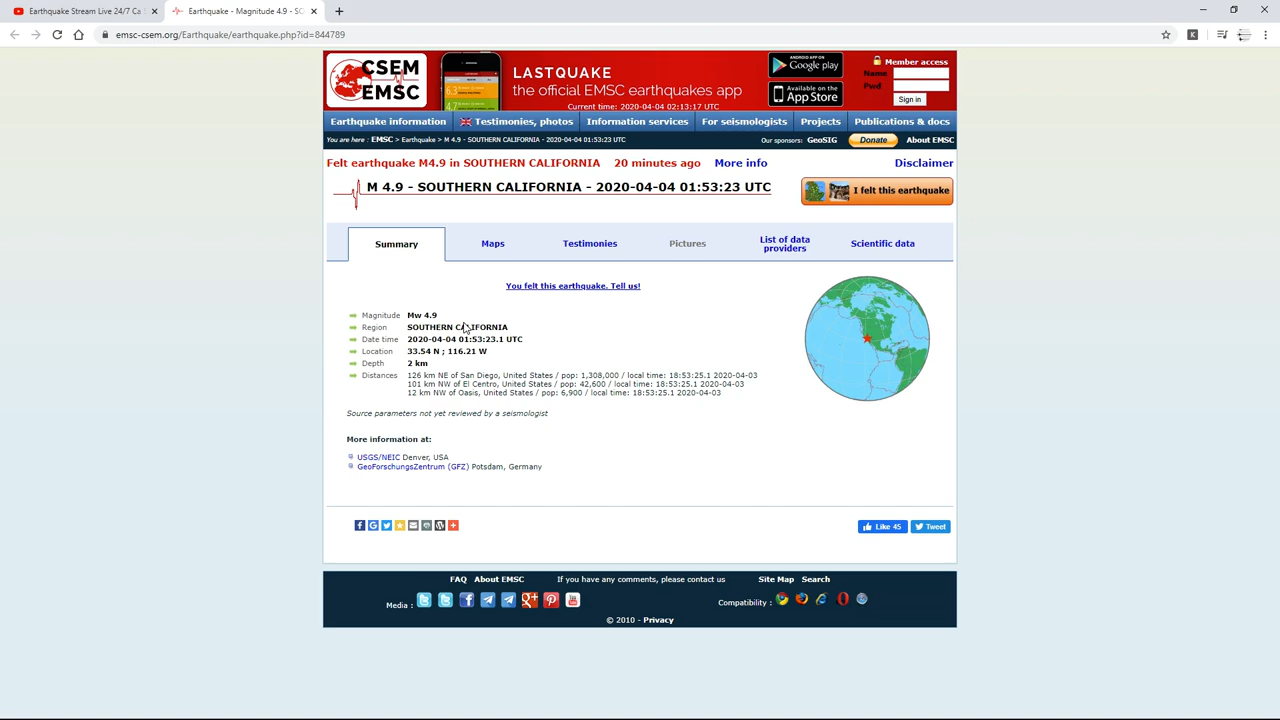 Earthquake Stream Live 24/7 Ca
Earthquake - Magnitude 4.9 - SO
emsc-csem.org/Earthquake/earthquake.php?id=844789
CSEM
EMSC
LASTQUAKE
the official EMSC earthquakes app
Current time: 2020-04-04 02:13:17 UTC
6.3
4.7
ANDROID APP ON
Google play
Available on the
App Store
Member access
Name
Pwd
Sign in
Earthquake information
Testimonies, photos
Information services
For seismologists
Projects
Publications & docs
You are here : EMSC > Earthquake > M 4.9 - SOUTHERN CALIFORNIA - 2020-04-04 01:53:23 UTC
Our sponsors: GeoSIG
Donate
About EMSC
Felt earthquake M4.9 in SOUTHERN CALIFORNIA 20 minutes ago More info
Disclaimer
M 4.9 - SOUTHERN CALIFORNIA - 2020-04-04 01:53:23 UTC
I felt this earthquake
Summary
Maps
Testimonies
Pictures
List of data
providers
Scientific data
You felt this earthquake. Tell us!
Magnitude Mw 4.9
Region SOUTHERN CALIFORNIA
Date time 2020-04-04 01:53:23.1 UTC
Location 33.54 N ; 116.21 W
Depth 2 km
Distances 126 km NE of San Diego, United States / pop: 1,308,000 / local time: 18:53:25.1 2020-04-03
101 km NW of El Centro, United States / pop: 42,600 / local time: 18:53:25.1 2020-04-03
12 km NW of Oasis, United States / pop: 6,900 / local time: 18:53:25.1 2020-04-03
Source parameters not yet reviewed by a seismologist
More information at:
USGS/NEIC Denver, USA
GeoForschungsZentrum (GFZ) Potsdam, Germany
Like 45
Tweet
FAQ About EMSC If you have any comments, please contact us Site Map Search
Media :
Compatibility :
© 2010 - Privacy